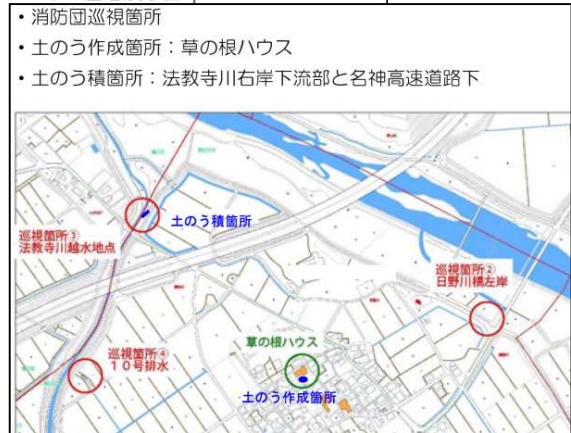 ・消防団巡視箇所
・土のう作成箇所：草の根ハウス
・土のう積箇所：法教寺川右岸下流部と名神高速道路下
土のう積箇所
巡視箇所③
法教寺川越水地点
巡視箇所②
日野川橋左岸
草の根ハウス
巡視箇所④
１０号排水
土のう作成箇所